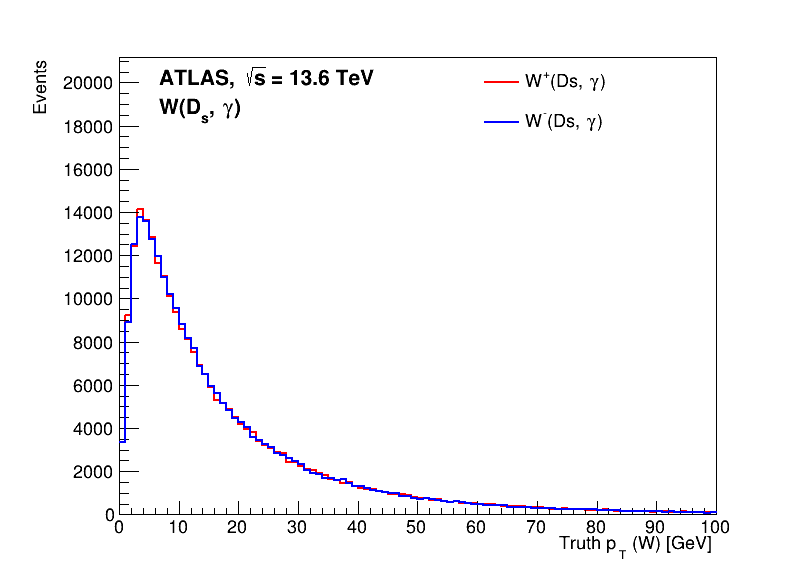 ATLAS, √s = 13.6 TeV
W(Ds, γ)
W+(Ds, γ)
W-(Ds, γ)
Events
20000
18000
16000
14000
12000
10000
8000
6000
4000
2000
0
0 10 20 30 40 50 60 70 80 90 100
Truth pT (W) [GeV]